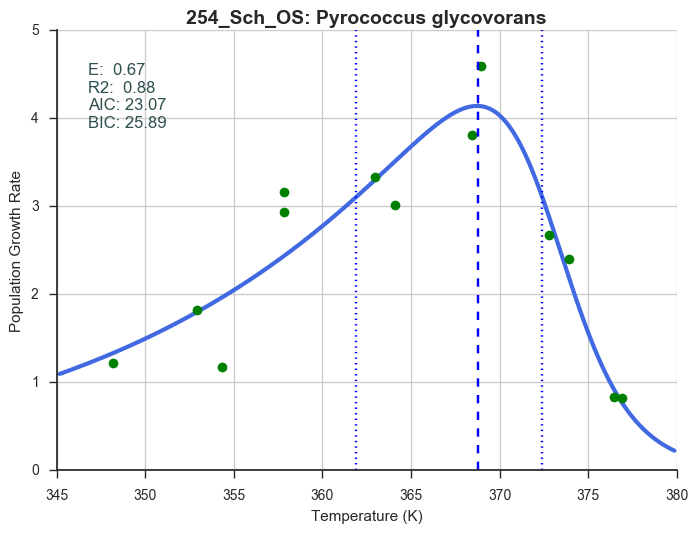 254_Sch_OS: Pyrococcus glycovorans
E:  0.67
R2:  0.88
AIC: 23.07
BIC: 25.89
Population Growth Rate
5
4
3
2
1
0
345 350 355 360 365 370 375 380
Temperature (K)